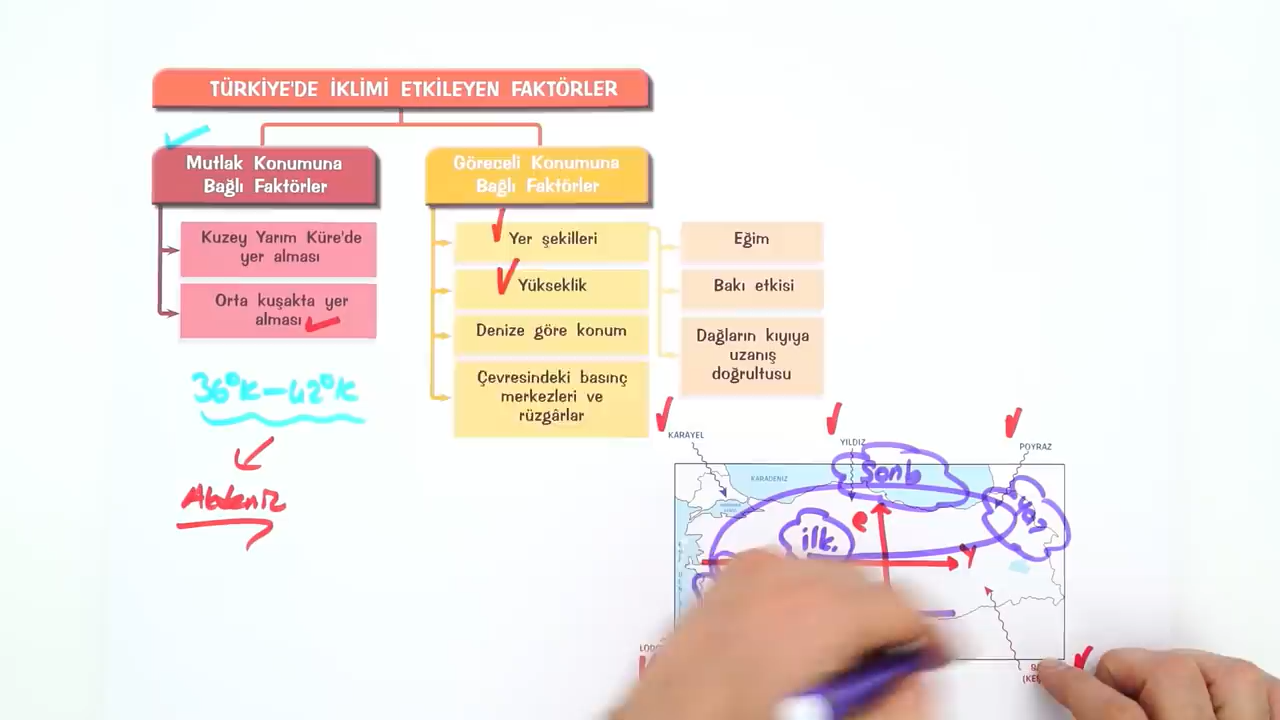 TÜRKİYE'DE İKLİMİ ETKİLEYEN FAKTÖRLER
Mutlak Konumuna
Bağlı Faktörler
Kuzey Yarım Küre'de
yer alması
Orta kuşakta yer
alması
36°K-42°K
Akdeniz
Göreceli Konumuna
Bağlı Faktörler
Yer şekilleri
Yükseklik
Denize göre konum
Çevresindeki basınç
merkezleri ve
rüzgârlar
Eğim
Bakı etkisi
Dağların kıyıya
uzanış
doğrultusu
KARAYEL
YILDIZ
POYRAZ
KARADENİZ
Sonb
yaz
ilk.
e
y